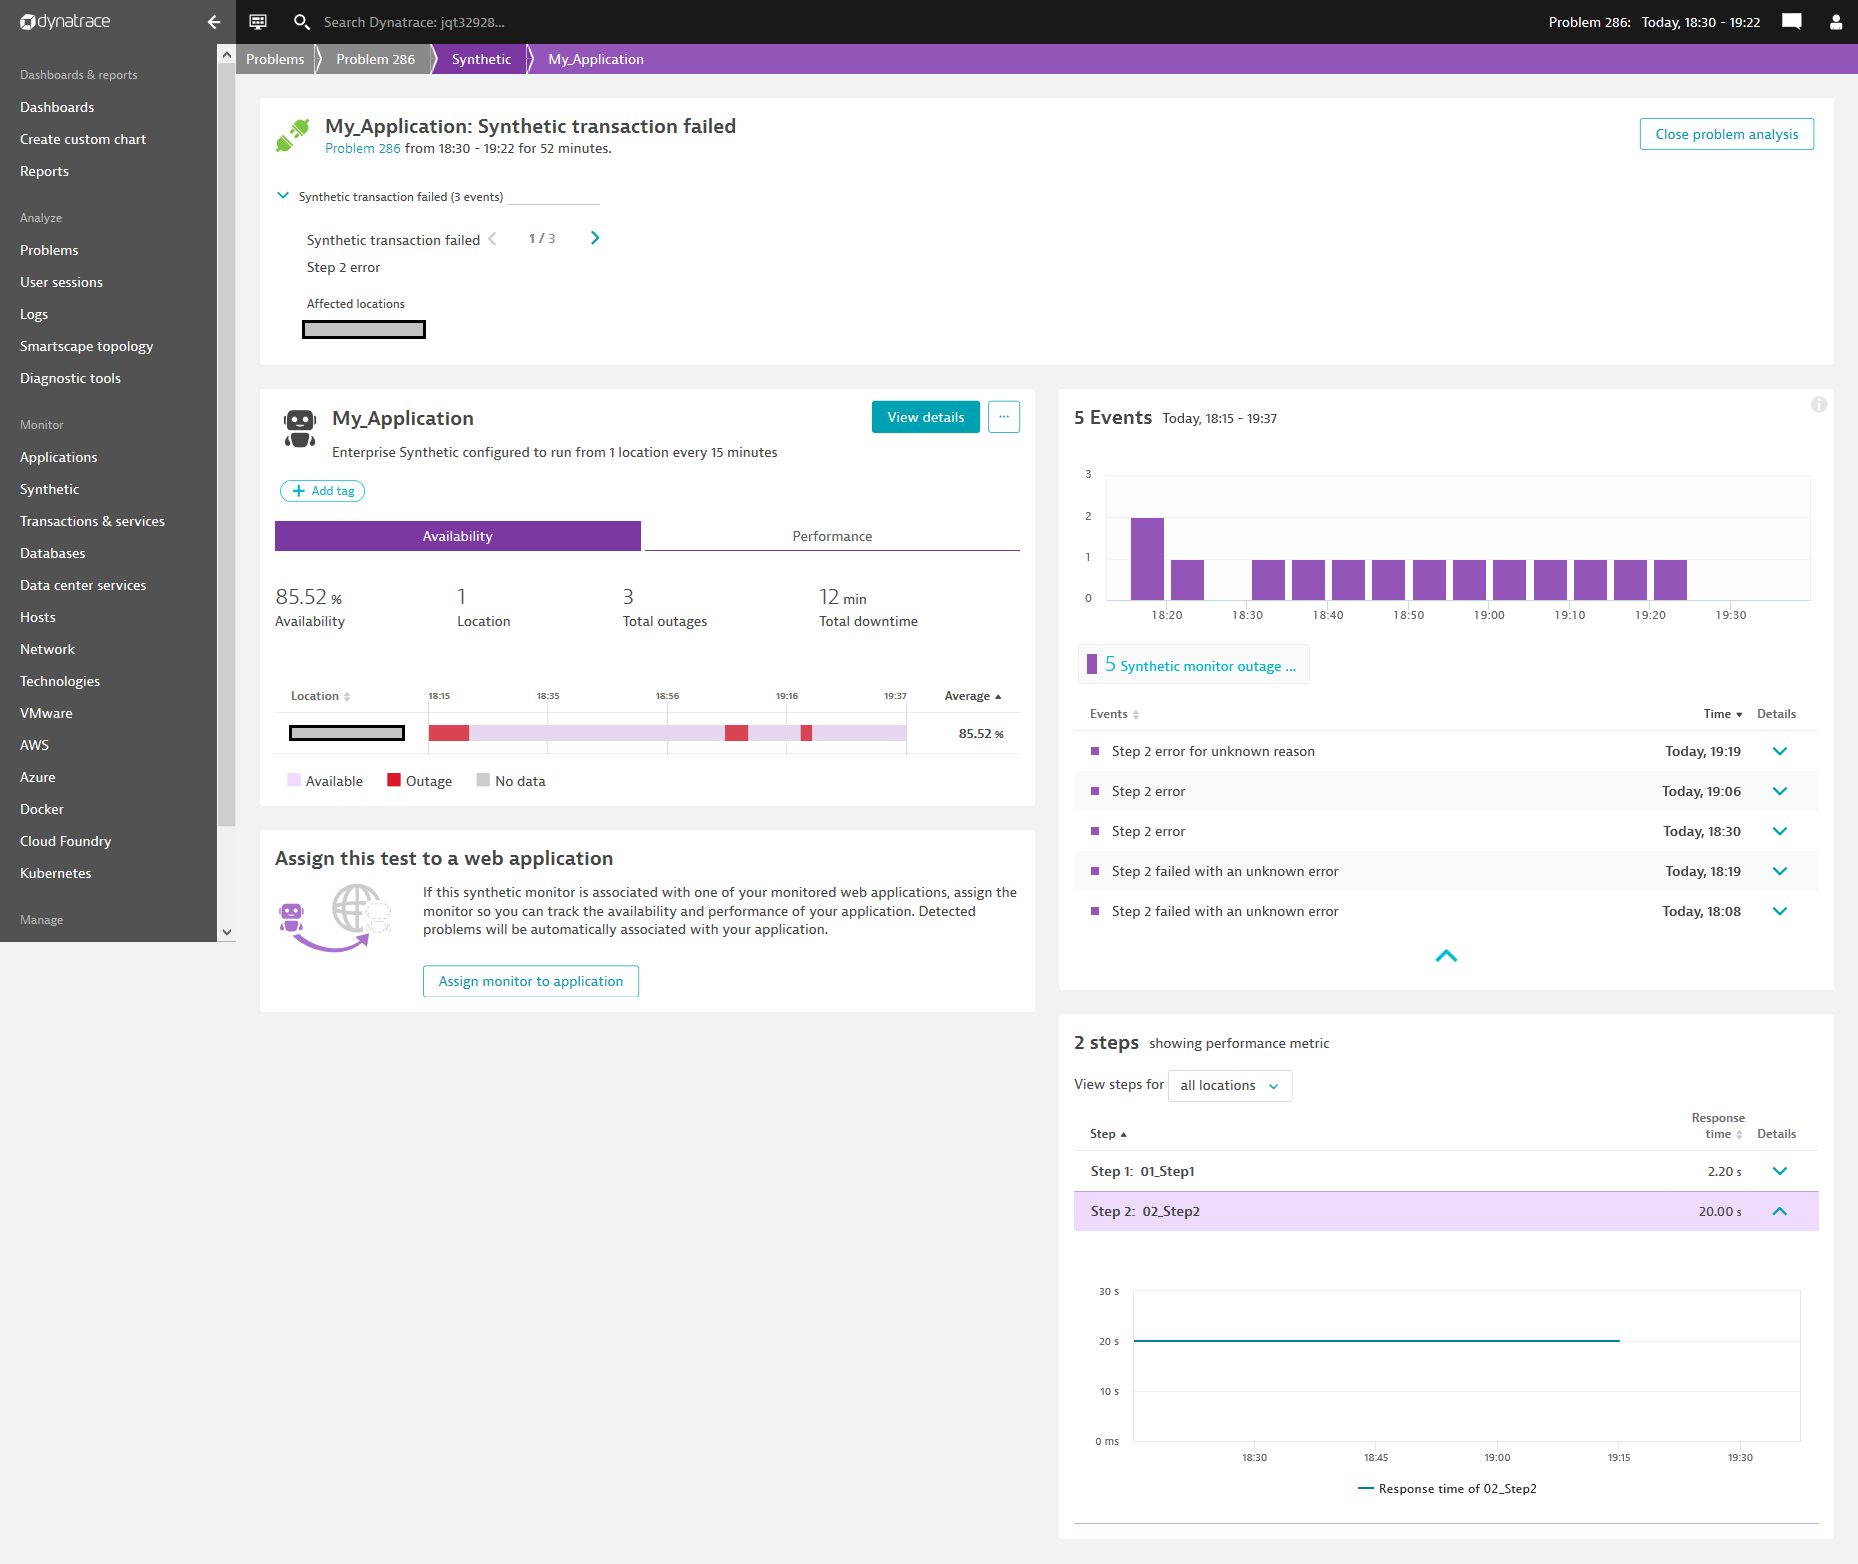 dynatrace
Search Dynatrace: jqt32928...
Problem 286: Today, 18:30 - 19:22
Problems
Problem 286
Synthetic
My_Application
Dashboards & reports
Dashboards
Create custom chart
Reports
Analyze
Problems
User sessions
Logs
Smartscape topology
Diagnostic tools
Monitor
Applications
Synthetic
Transactions & services
Databases
Data center services
Hosts
Network
Technologies
VMware
AWS
Azure
Docker
Cloud Foundry
Kubernetes
Manage
My_Application: Synthetic transaction failed
Problem 286 from 18:30 - 19:22 for 52 minutes.
Close problem analysis
Synthetic transaction failed (3 events)
Synthetic transaction failed 1 / 3
Step 2 error
Affected locations
My_Application
View details ...
Enterprise Synthetic configured to run from 1 location every 15 minutes
+ Add tag
Availability Performance
85.52 % 1 3 12 min
Availability Location Total outages Total downtime
Location 18:15 18:35 18:56 19:16 19:37 Average
85.52 %
Available Outage No data
Assign this test to a web application
If this synthetic monitor is associated with one of your monitored web applications, assign the
monitor so you can track the availability and performance of your application. Detected
problems will be automatically associated with your application.
Assign monitor to application
5 Events Today, 18:15 - 19:37
3
2
1
0
18:20 18:30 18:40 18:50 19:00 19:10 19:20 19:30
5 Synthetic monitor outage ...
Events Time Details
Step 2 error for unknown reason Today, 19:19
Step 2 error Today, 19:06
Step 2 error Today, 18:30
Step 2 failed with an unknown error Today, 18:19
Step 2 failed with an unknown error Today, 18:08
2 steps showing performance metric
View steps for all locations
Step Response time Details
Step 1: 01_Step1 2.20 s
Step 2: 02_Step2 20.00 s
30 s
20 s
10 s
0 ms
18:30 18:45 19:00 19:15 19:30
Response time of 02_Step2